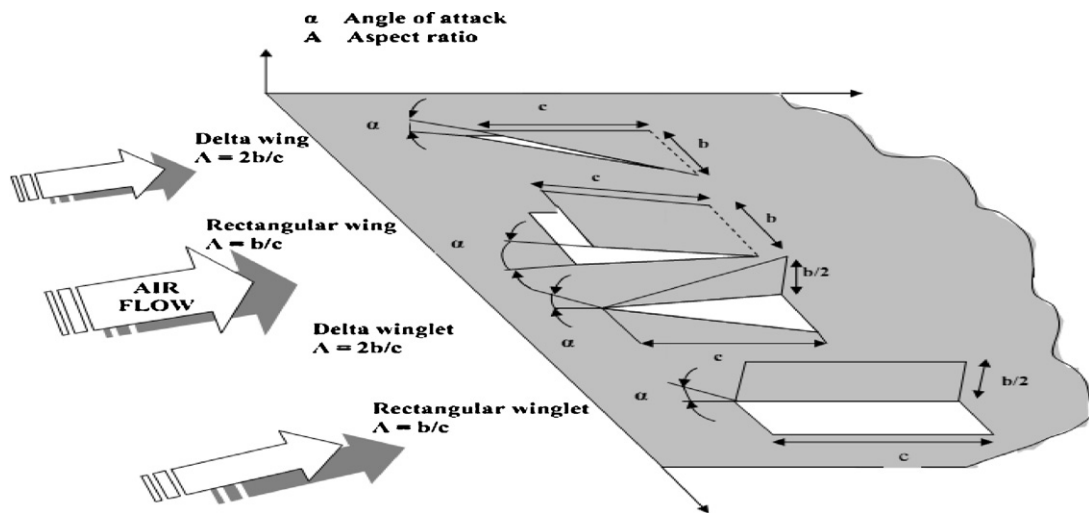 α Angle of attack
A Aspect ratio
c
α
b
Delta wing
Λ = 2b/c
c
b
Rectangular wing
Λ = b/c
α
b/2
AIR
FLOW
Delta winglet
Λ = 2b/c
α
c
b/2
α
Rectangular winglet
Λ = b/c
c